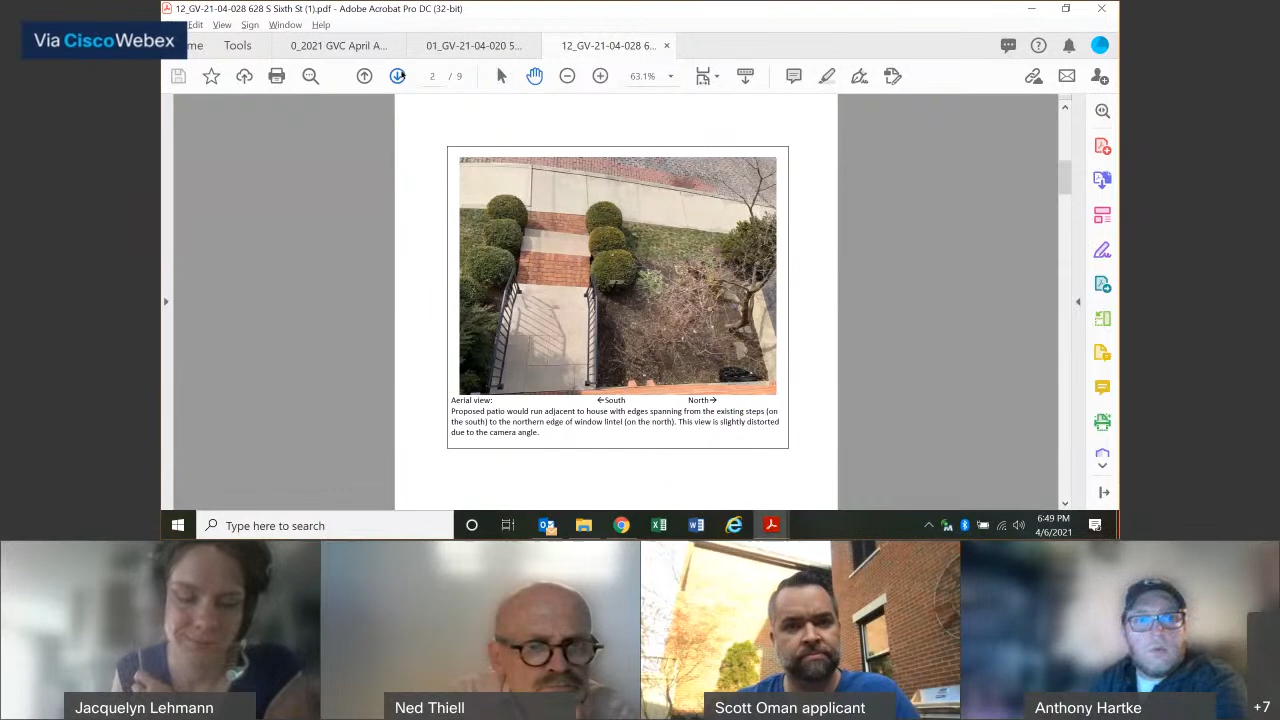 12_GV-21-04-028 628 S Sixth St (1).pdf - Adobe Acrobat Pro DC (32-bit)
Edit View Sign Window Help
Via Cisco Webex
me Tools 0_2021 GVC April A... 01_GV-21-04-020 5... 12_GV-21-04-028 6... ×
2 / 9 63.1%
Aerial view: ←South North→
Proposed patio would run adjacent to house with edges spanning from the existing steps (on
the south) to the northern edge of window lintel (on the north). This view is slightly distorted
due to the camera angle.
Type here to search
6:49 PM
4/6/2021
Jacquelyn Lehmann
Ned Thiell
Scott Oman applicant
Anthony Hartke
+7